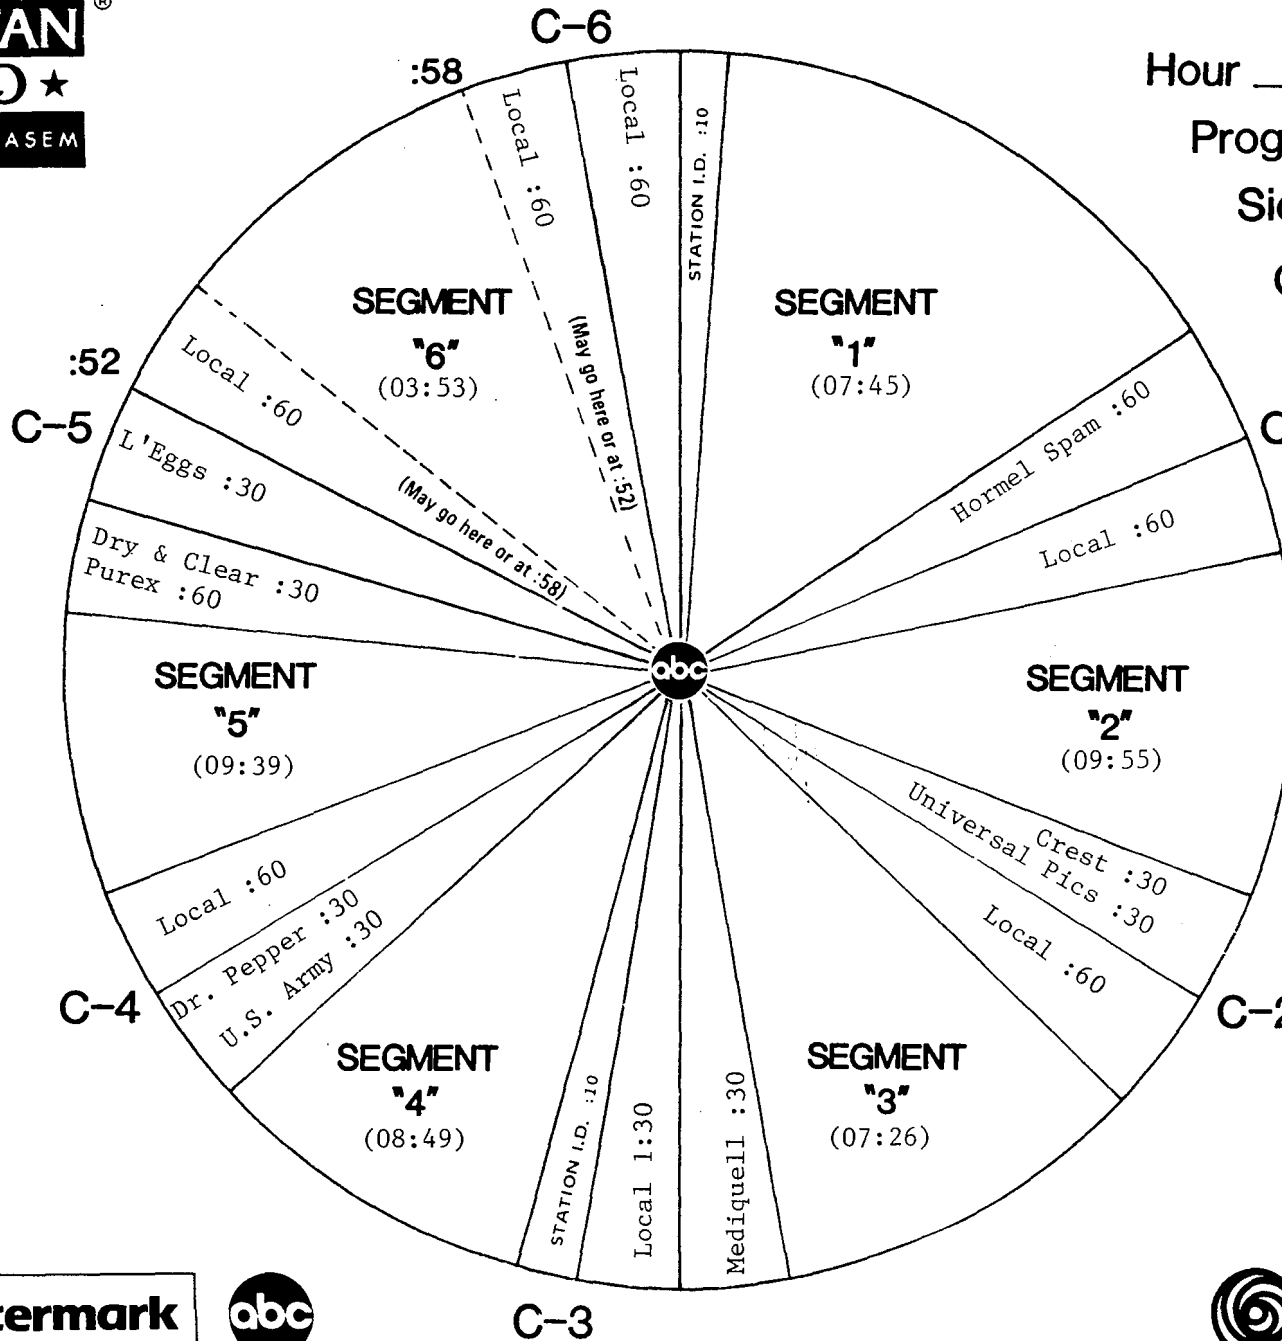 AN
®
ASEM
C-6
:58
Hour
Local :60
Local :60
STATION I.D. :10
SEGMENT
"1"
(07:45)
Hormel Spam :60
Local :60
SEGMENT
"2"
(09:55)
Crest :30
Universal Pics :30
Local :60
C-2
SEGMENT
"3"
(07:26)
Mediquell :30
Local 1:30
STATION I.D. :10
C-3
SEGMENT
"4"
(08:49)
U.S. Army :30
Dr. Pepper :30
C-4
Local :60
SEGMENT
"5"
(09:39)
Purex :60
Dry & Clear :30
L'Eggs :30
C-5
:52
Local :60
(May go here or at :58)
SEGMENT
"6"
(03:53)
(May go here or at :52)
abc
termark
abc